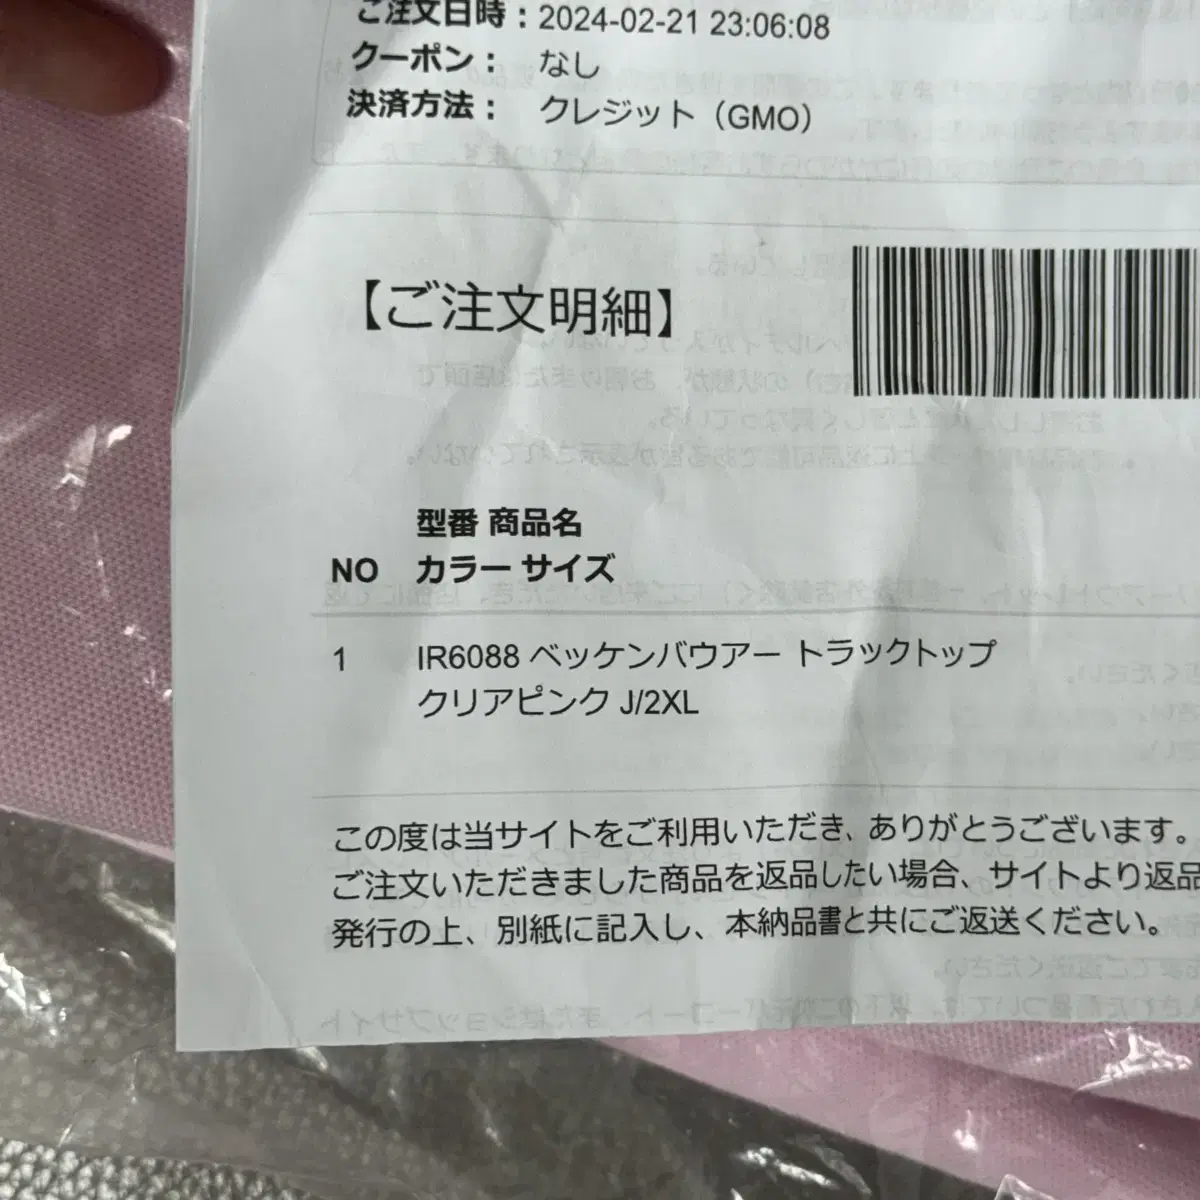 ご注文日時：2024-02-21 23:06:08
クーポン： なし
決済方法： クレジット（GMO）
【ご注文明細】
型番 商品名
NO カラー サイズ
1 IR6088 ベッケンバウアー トラックトップ
クリアピンク J/2XL
この度は当サイトをご利用いただき、ありがとうございます。
ご注文いただきました商品を返品したい場合、サイトより返品
発行の上、別紙に記入し、本納品書と共にご返送ください。